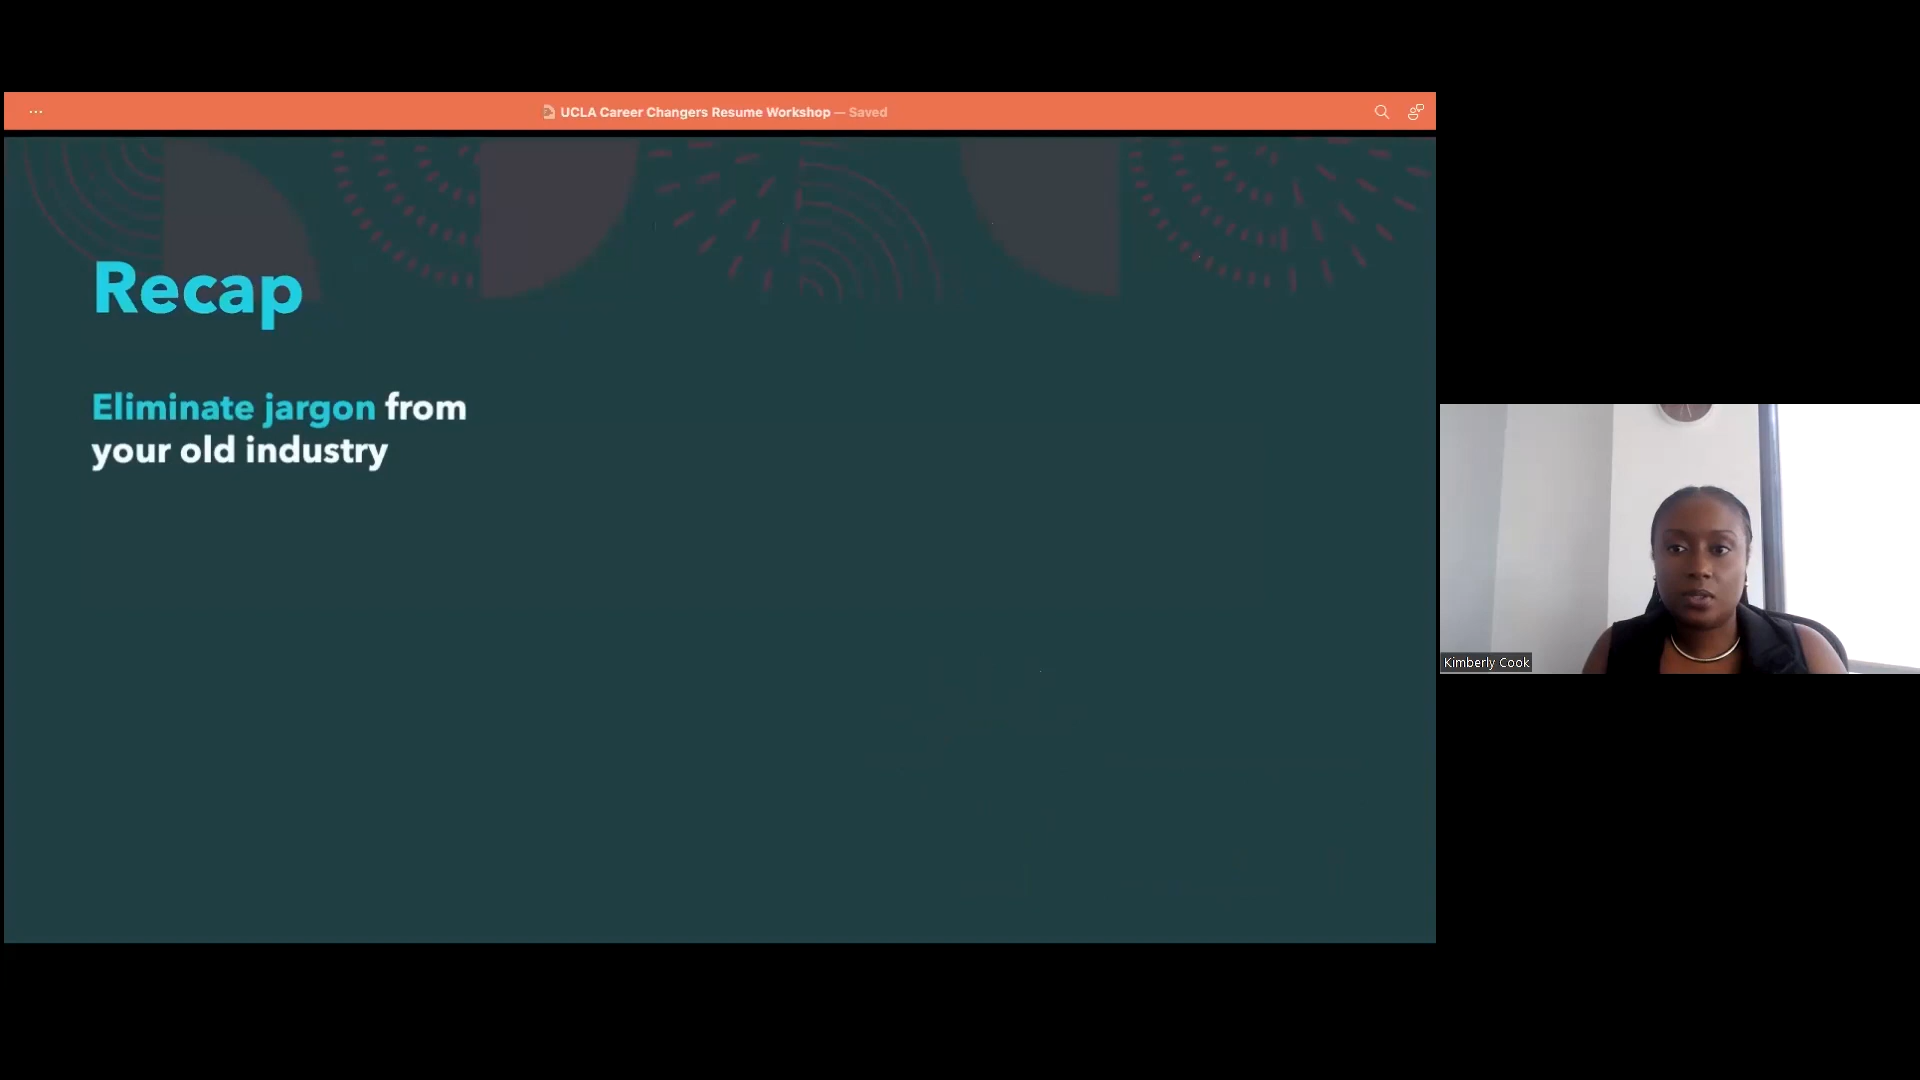 UCLA Career Changers Resume Workshop — Saved
Recap
Eliminate jargon from
your old industry
Kimberly Cook